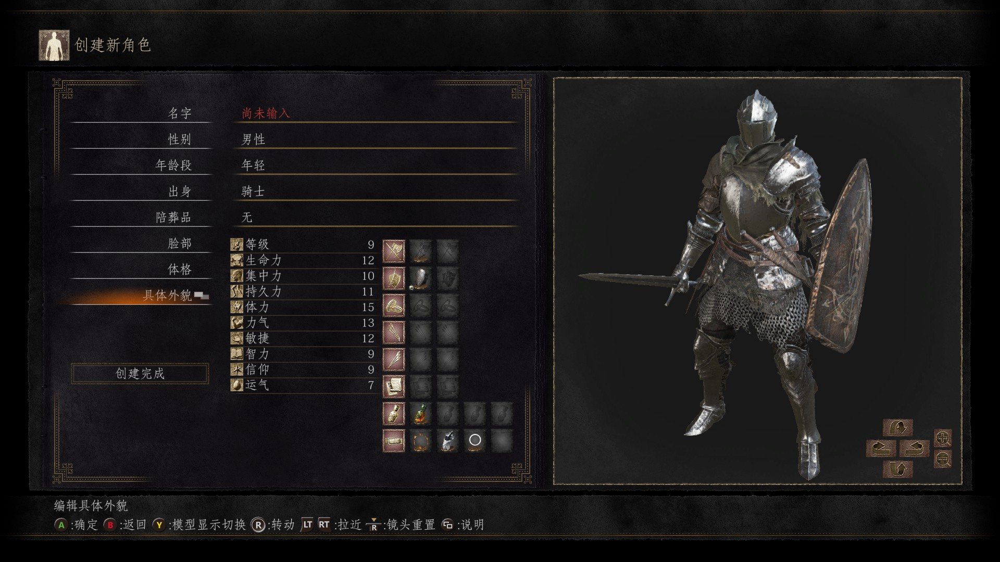 创建新角色
名字 尚未输入
性别 男性
年龄段 年轻
出身 骑士
陪葬品 无
脸部
体格
具体外貌
等级 9
生命力 12
集中力 10
持久力 11
体力 15
力气 13
敏捷 12
智力 9
信仰 9
运气 7
创建完成
编辑具体外貌
A:确定 B:返回 Y:模型显示切换 R:转动 LT RT:拉近 R:镜头重置 :说明